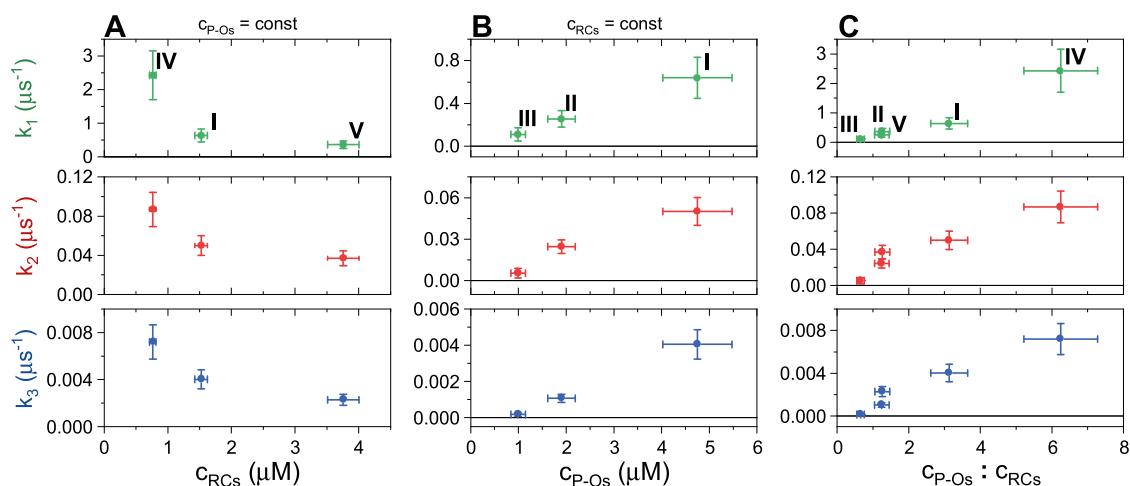 A
c_P-Os = const
B
c_RCs = const
C
k₁ (µs⁻¹)
3
2
1
0
IV
I
V
0.8
0.4
0.0
III
II
I
3
2
1
0
III
II
V
I
IV
k₂ (µs⁻¹)
0.12
0.08
0.04
0.00
0.06
0.03
0.00
0.12
0.08
0.04
0.00
k₃ (µs⁻¹)
0.008
0.004
0.000
0.006
0.004
0.002
0.000
0.008
0.004
0.000
0 1 2 3 4
0 1 2 3 4 5 6
0 2 4 6 8
c_RCs (µM)
c_P-Os (µM)
c_P-Os : c_RCs